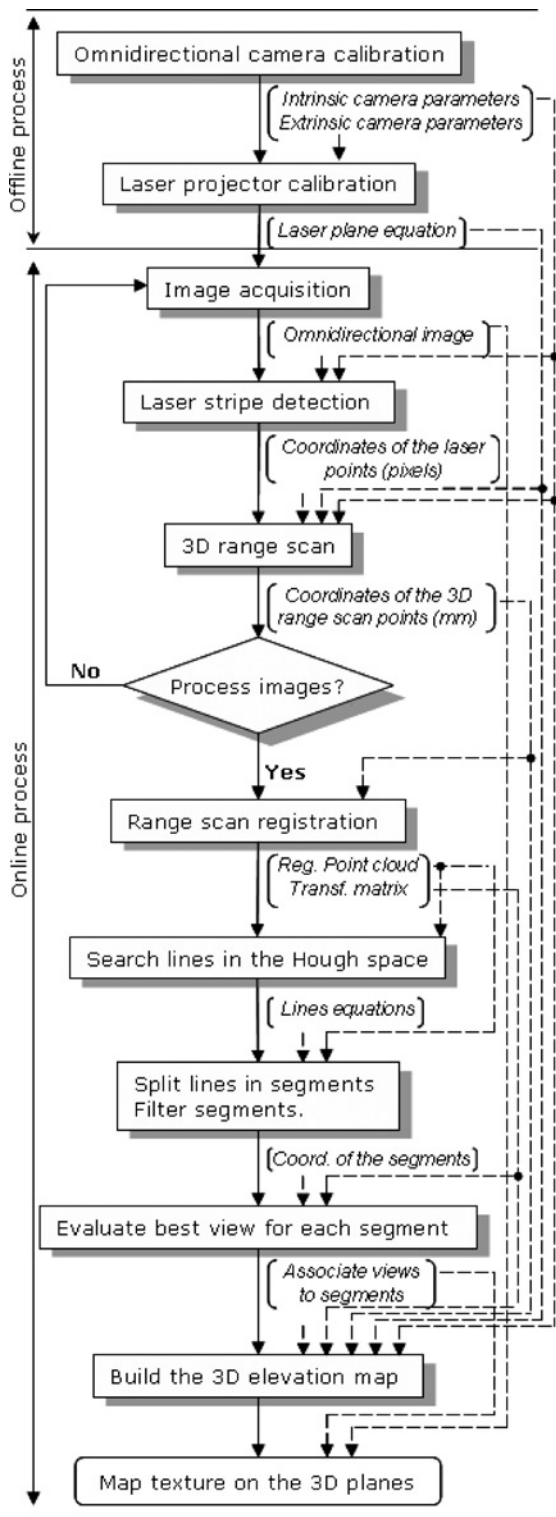 Offline process
Omnidirectional camera calibration
Intrinsic camera parameters
Extrinsic camera parameters
Laser projector calibration
Laser plane equation
Online process
Image acquisition
Omnidirectional image
Laser stripe detection
Coordinates of the laser
points (pixels)
3D range scan
Coordinates of the 3D
range scan points (mm)
No
Process images?
Yes
Range scan registration
Reg. Point cloud
Transf. matrix
Search lines in the Hough space
Lines equations
Split lines in segments
Filter segments.
Coord. of the segments
Evaluate best view for each segment
Associate views
to segments
Build the 3D elevation map
Map texture on the 3D planes